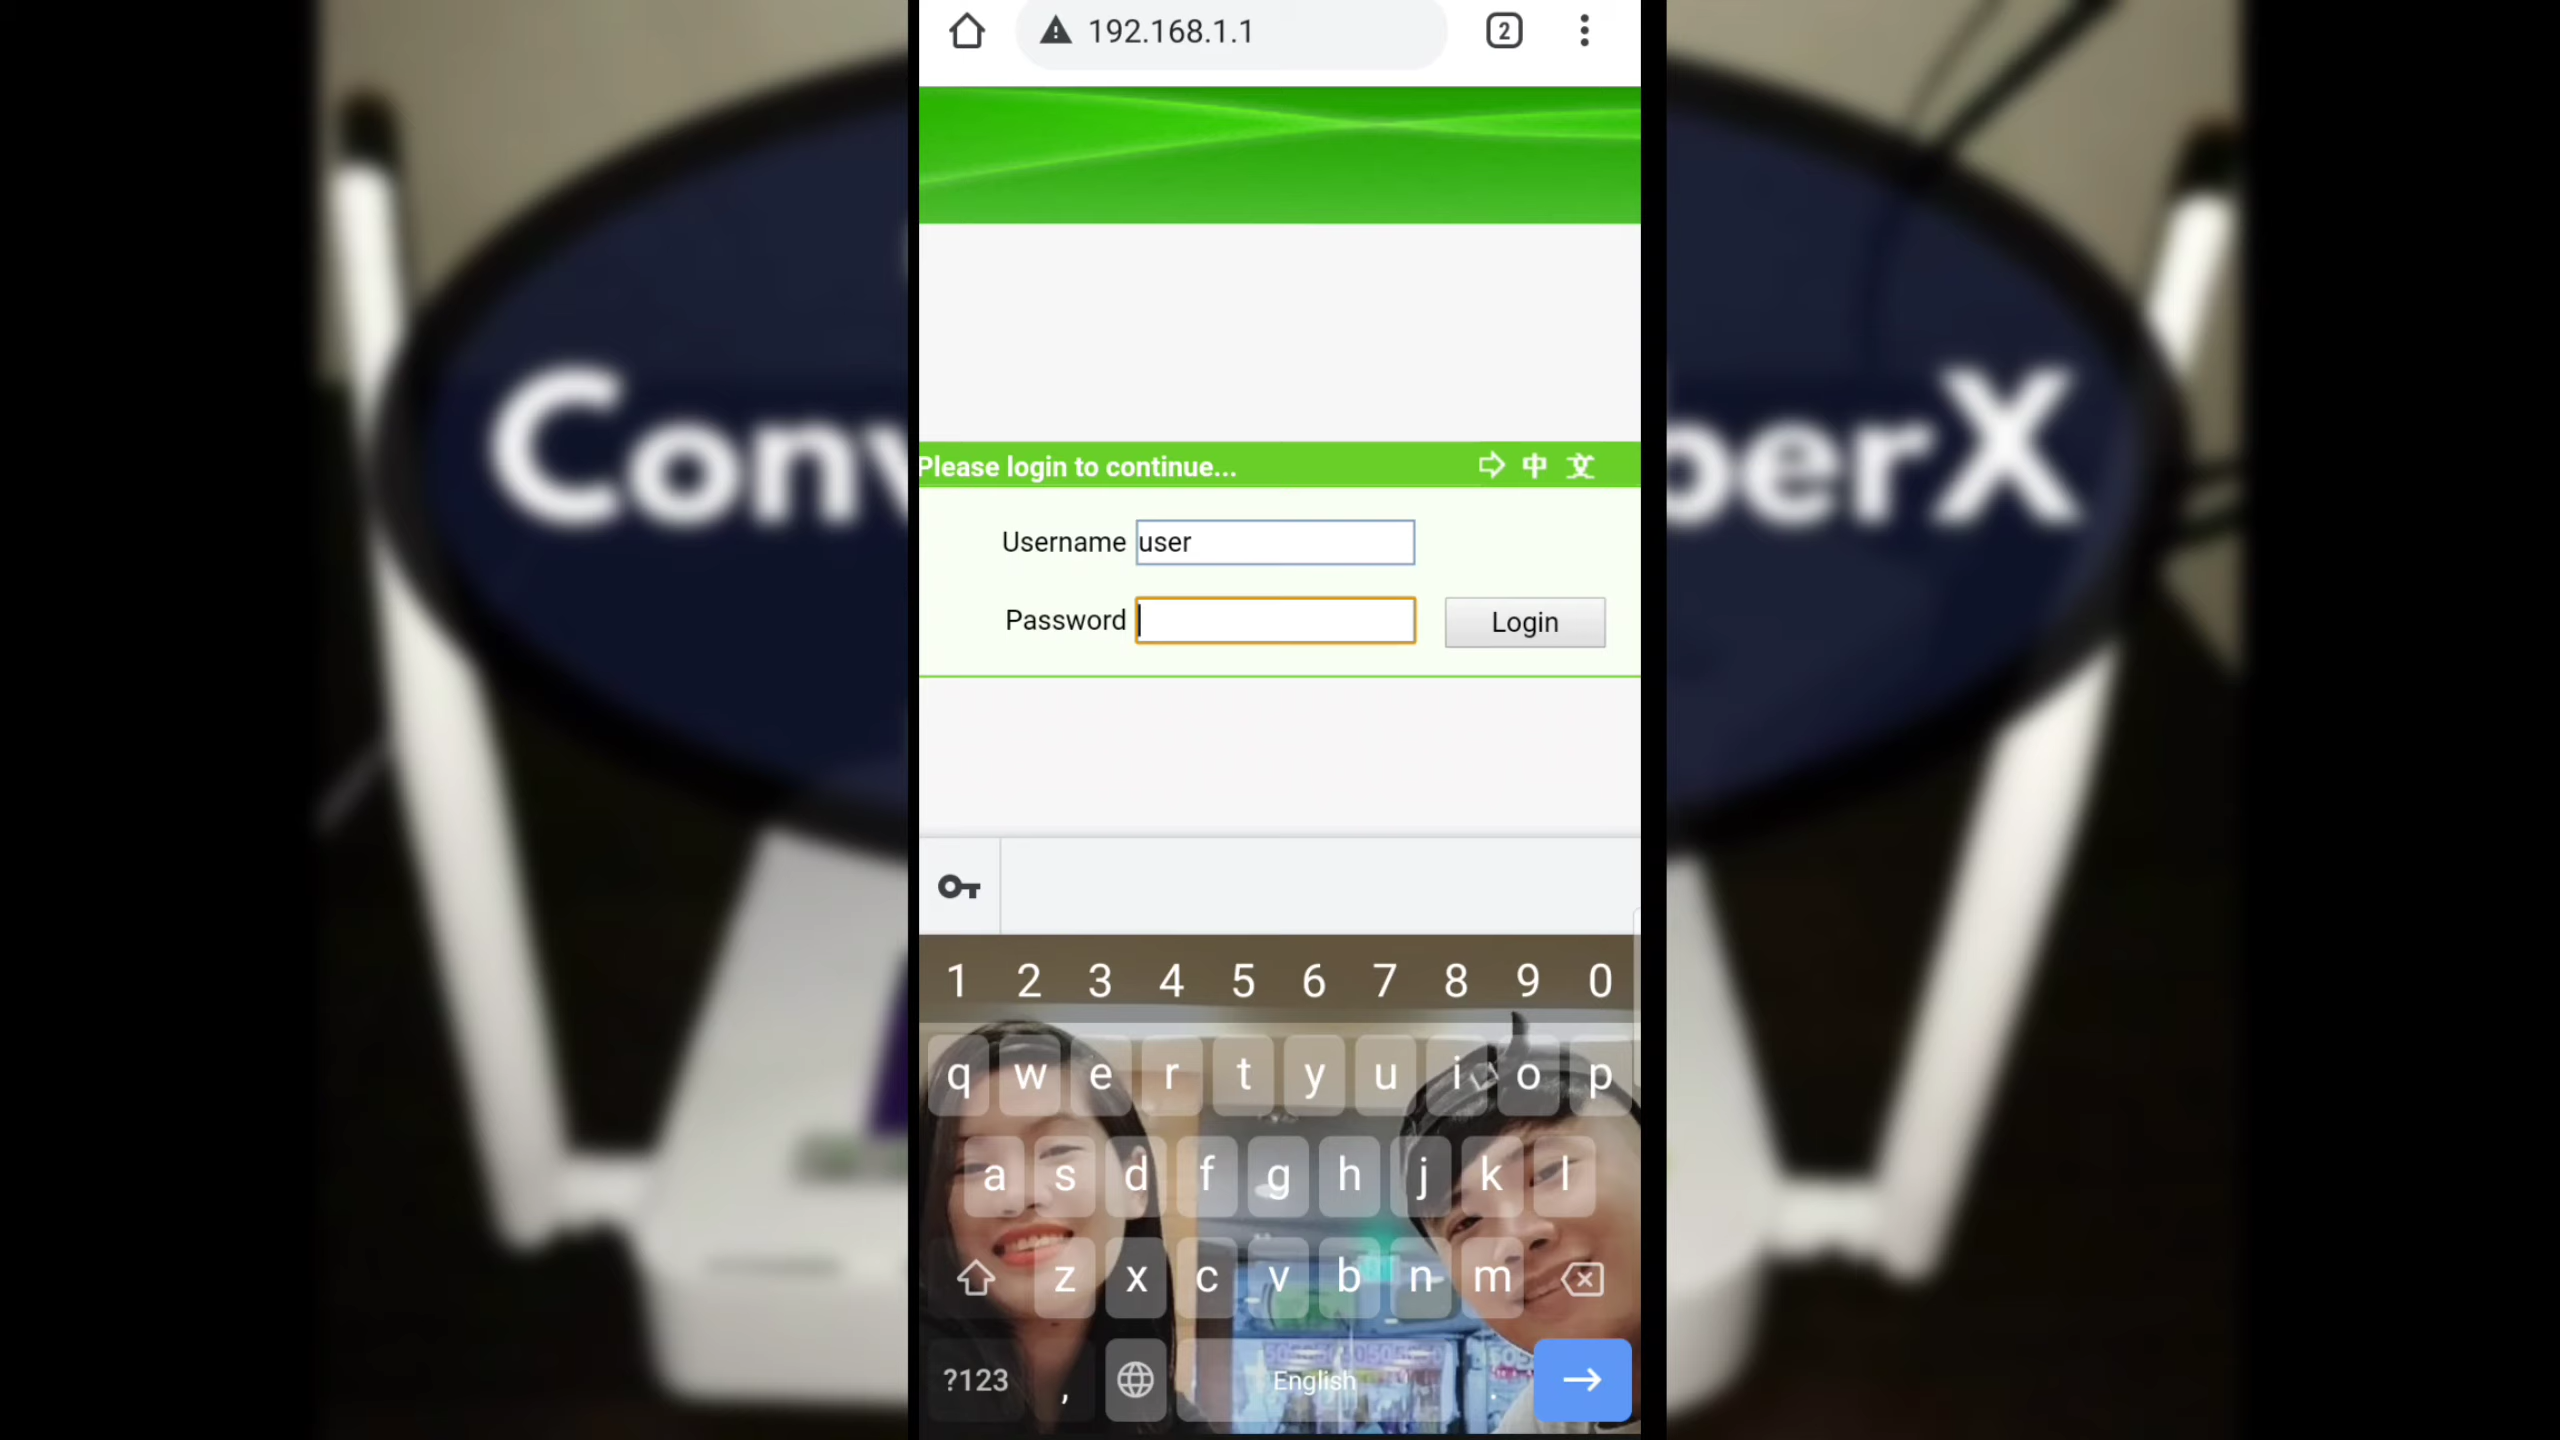 192.168.1.1
2
Please login to continue...
中 文
Username user
Password
Login
Conv
berX
1 2 3 4 5 6 7 8 9 0
q w e r t y u i o p
a s d f g h j k l
z x c v b n m
?123 , English .